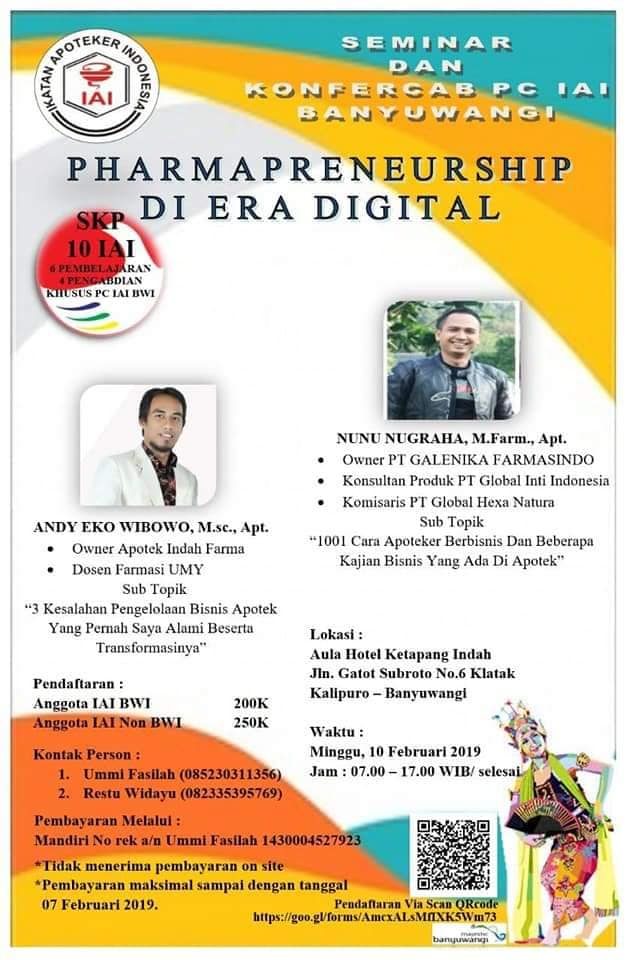 IKATAN APOTEKER INDONESIA
IAI
SEMINAR
DAN
KONFERCAB PC IAI
BANYUWANGI
PHARMAPRENEURSHIP
DI ERA DIGITAL
SKP
10 IAI
6 PEMBELAJARAN
4 PENGABDIAN
KHUSUS PC IAI BWI
NUNU NUGRAHA, M.Farm., Apt.
• Owner PT GALENIKA FARMASINDO
• Konsultan Produk PT Global Inti Indonesia
• Komisaris PT Global Hexa Natura
Sub Topik
“1001 Cara Apoteker Berbisnis Dan Beberapa
Kajian Bisnis Yang Ada Di Apotek”
ANDY EKO WIBOWO, M.sc., Apt.
• Owner Apotek Indah Farma
• Dosen Farmasi UMY
Sub Topik
“3 Kesalahan Pengelolaan Bisnis Apotek
Yang Pernah Saya Alami Beserta
Transformasinya”
Lokasi :
Aula Hotel Ketapang Indah
Jln. Gatot Subroto No.6 Klatak
Kalipuro – Banyuwangi
Waktu :
Minggu, 10 Februari 2019
Jam : 07.00 – 17.00 WIB/ selesai
Pendaftaran :
Anggota IAI BWI 200K
Anggota IAI Non BWI 250K
Kontak Person :
1. Ummi Fasilah (085230311356)
2. Restu Widayu (082335395769)
Pembayaran Melalui :
Mandiri No rek a/n Ummi Fasilah 1430004527923
*Tidak menerima pembayaran on site
*Pembayaran maksimal sampai dengan tanggal
07 Februari 2019.
Pendaftaran Via Scan QRcode
majestic
banyuwangi